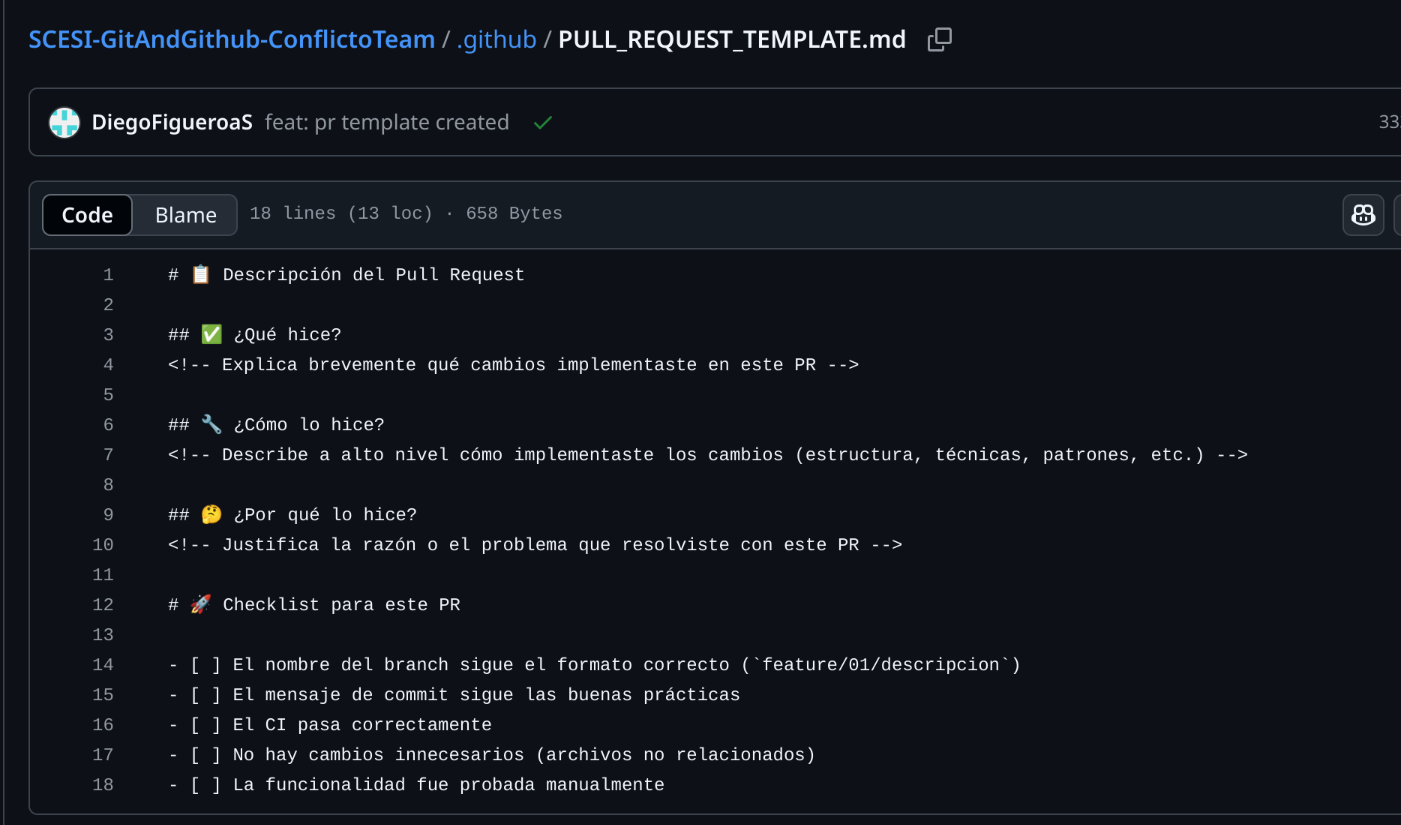 SCESI-GitAndGithub-ConflictoTeam / .github / PULL_REQUEST_TEMPLATE.md
DiegoFigueroaS feat: pr template created
33
Code Blame 18 lines (13 loc) · 658 Bytes
1 # 📋 Descripción del Pull Request
2
3 ## ✅ ¿Qué hice?
4 <!-- Explica brevemente qué cambios implementaste en este PR -->
5
6 ## 🔧 ¿Cómo lo hice?
7 <!-- Describe a alto nivel cómo implementaste los cambios (estructura, técnicas, patrones, etc.) -->
8
9 ## 🤔 ¿Por qué lo hice?
10 <!-- Justifica la razón o el problema que resolviste con este PR -->
11
12 # 🚀 Checklist para este PR
13
14 - [ ] El nombre del branch sigue el formato correcto (`feature/01/descripcion`)
15 - [ ] El mensaje de commit sigue las buenas prácticas
16 - [ ] El CI pasa correctamente
17 - [ ] No hay cambios innecesarios (archivos no relacionados)
18 - [ ] La funcionalidad fue probada manualmente